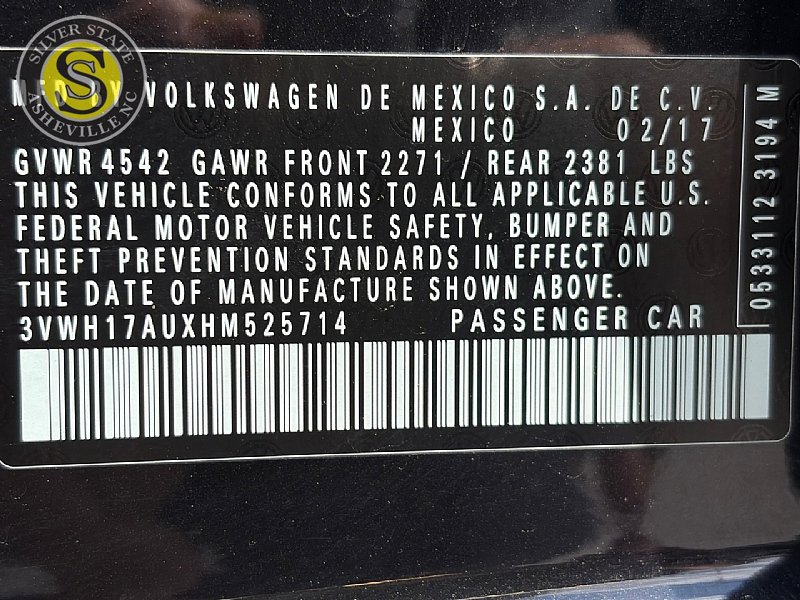 SILVER STATE
S
ASHEVILLE NC
MFD BY VOLKSWAGEN DE MEXICO S.A. DE C.V.
MEXICO 02/17
GVWR 4542 GAWR FRONT 2271 / REAR 2381 LBS
THIS VEHICLE CONFORMS TO ALL APPLICABLE U.S.
FEDERAL MOTOR VEHICLE SAFETY, BUMPER AND
THEFT PREVENTION STANDARDS IN EFFECT ON
THE DATE OF MANUFACTURE SHOWN ABOVE.
3VWH17AUXHM525714 PASSENGER CAR
0533112 3194 M